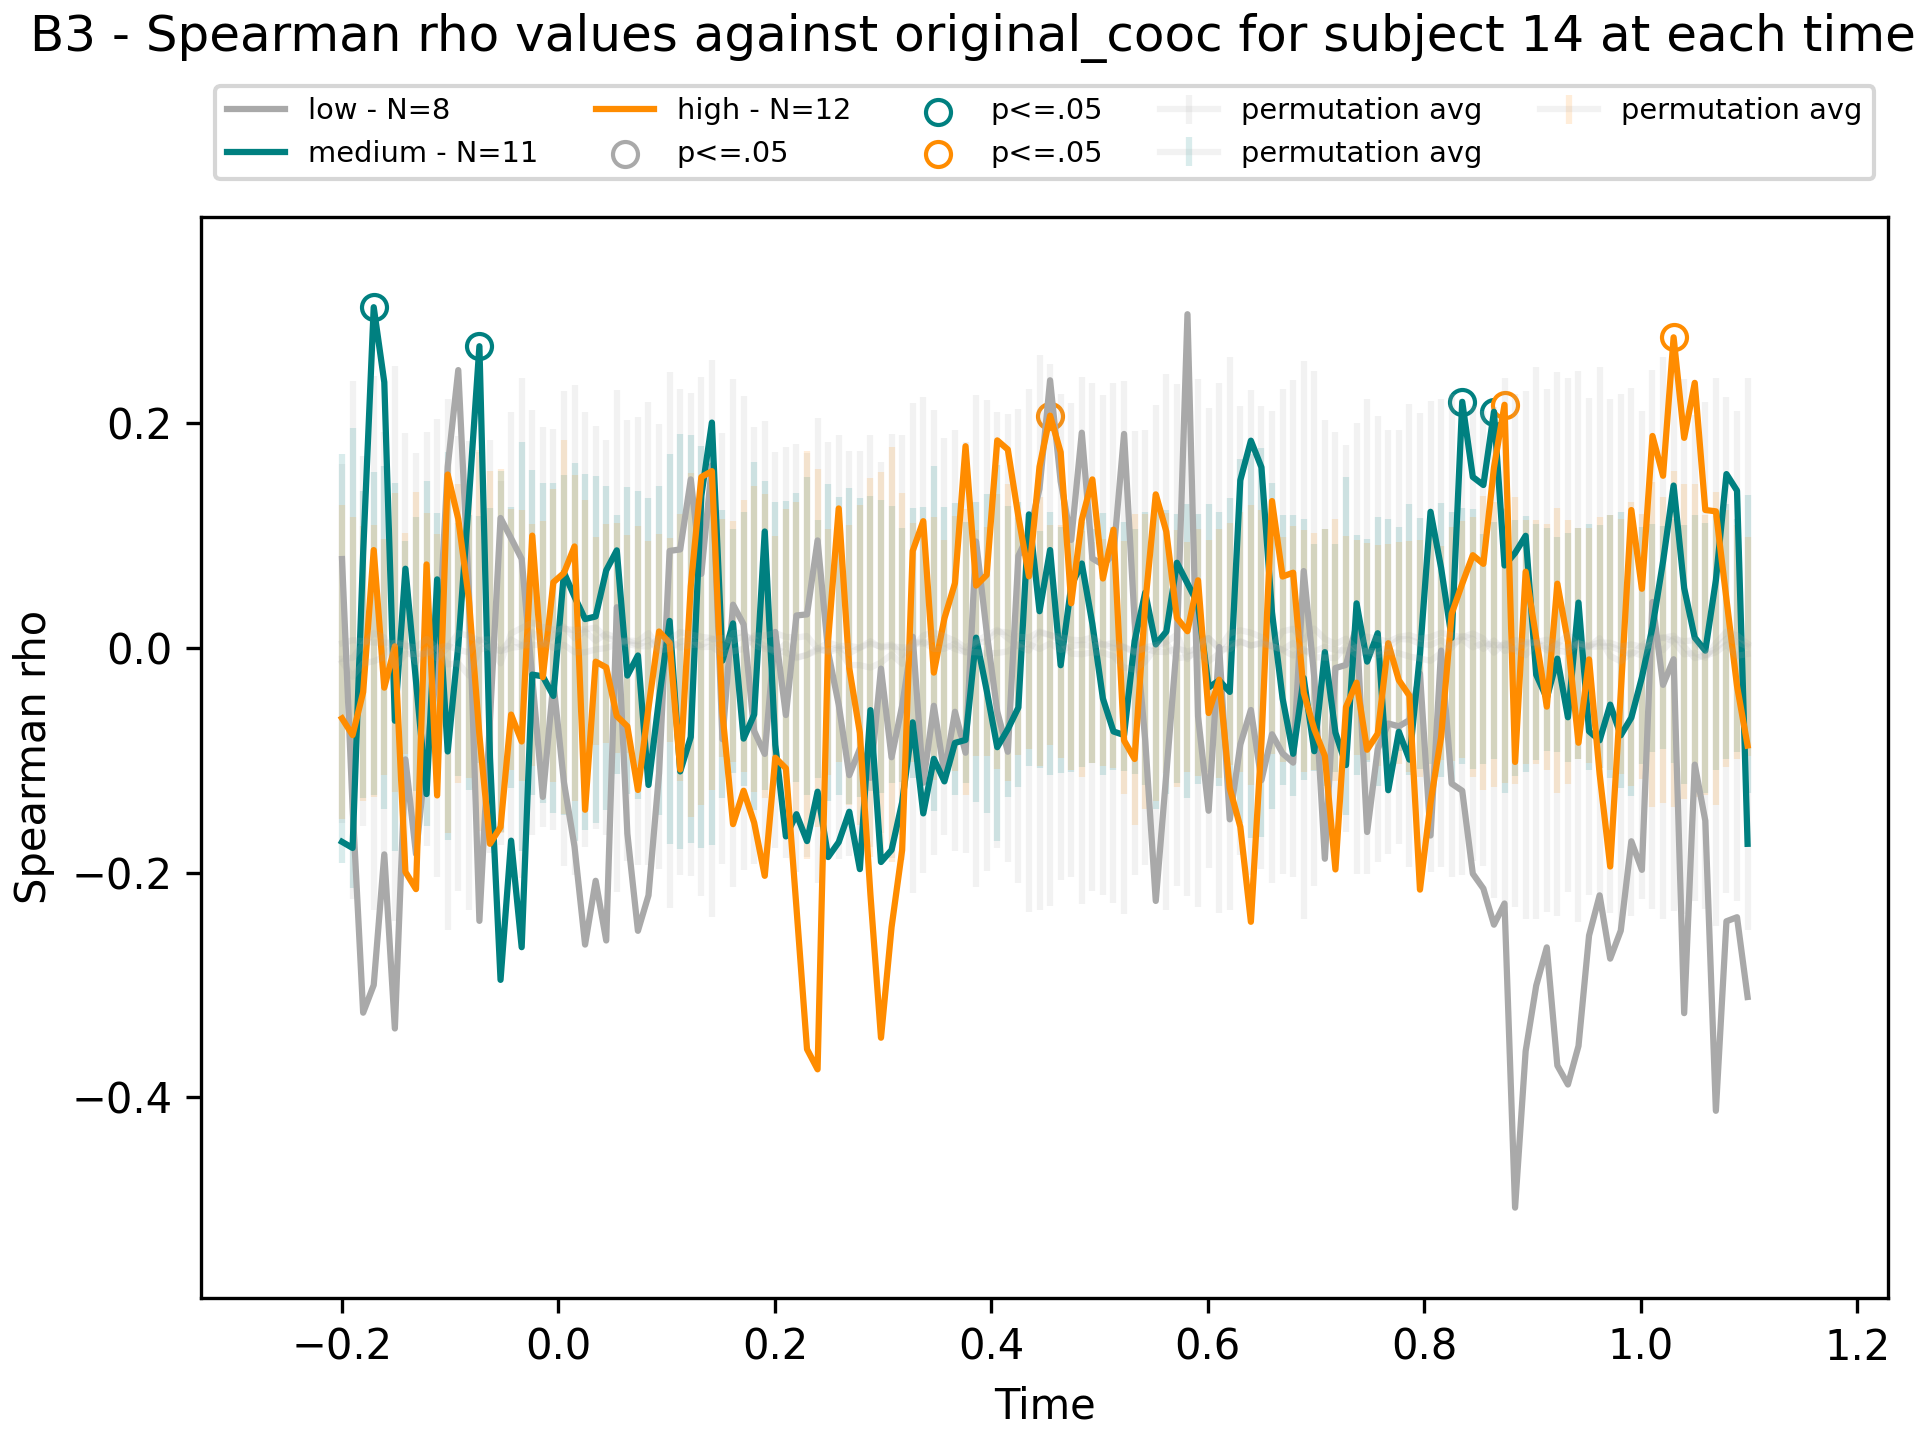 B3 - Spearman rho values against original_cooc for subject 14 at each time
low - N=8
medium - N=11
high - N=12
p<=.05
p<=.05
p<=.05
permutation avg
permutation avg
permutation avg
Spearman rho
0.2
0.0
−0.2
−0.4
−0.2 0.0 0.2 0.4 0.6 0.8 1.0 1.2
Time